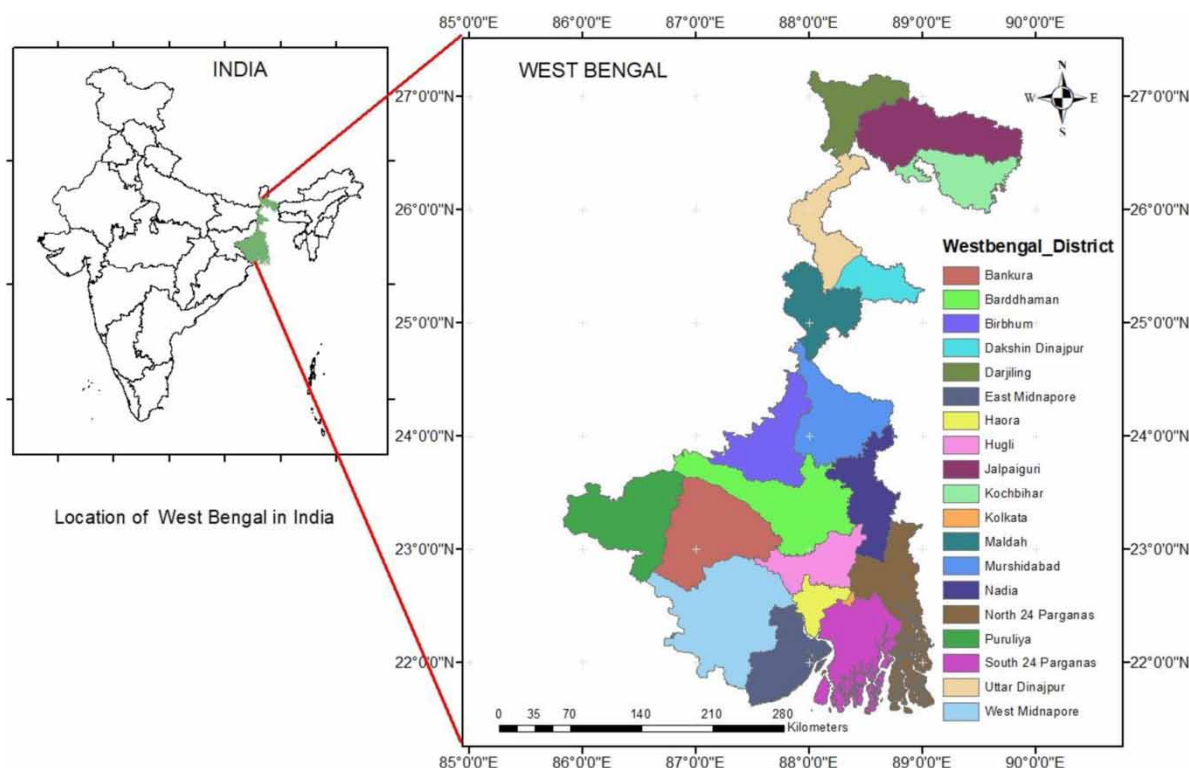 85°0'0"E 86°0'0"E 87°0'0"E 88°0'0"E 89°0'0"E 90°0'0"E
INDIA
WEST BENGAL
N
W E
S
27°0'0"N 27°0'0"N
26°0'0"N 26°0'0"N
25°0'0"N 25°0'0"N
24°0'0"N 24°0'0"N
23°0'0"N 23°0'0"N
22°0'0"N 22°0'0"N
Westbengal_District
Bankura
Barddhaman
Birbhum
Dakshin Dinajpur
Darjiling
East Midnapore
Haora
Hugli
Jalpaiguri
Kochbihar
Kolkata
Maldah
Murshidabad
Nadia
North 24 Parganas
Puruliya
South 24 Parganas
Uttar Dinajpur
West Midnapore
Location of West Bengal in India
0 35 70 140 210 280
Kilometers
85°0'0"E 86°0'0"E 87°0'0"E 88°0'0"E 89°0'0"E 90°0'0"E